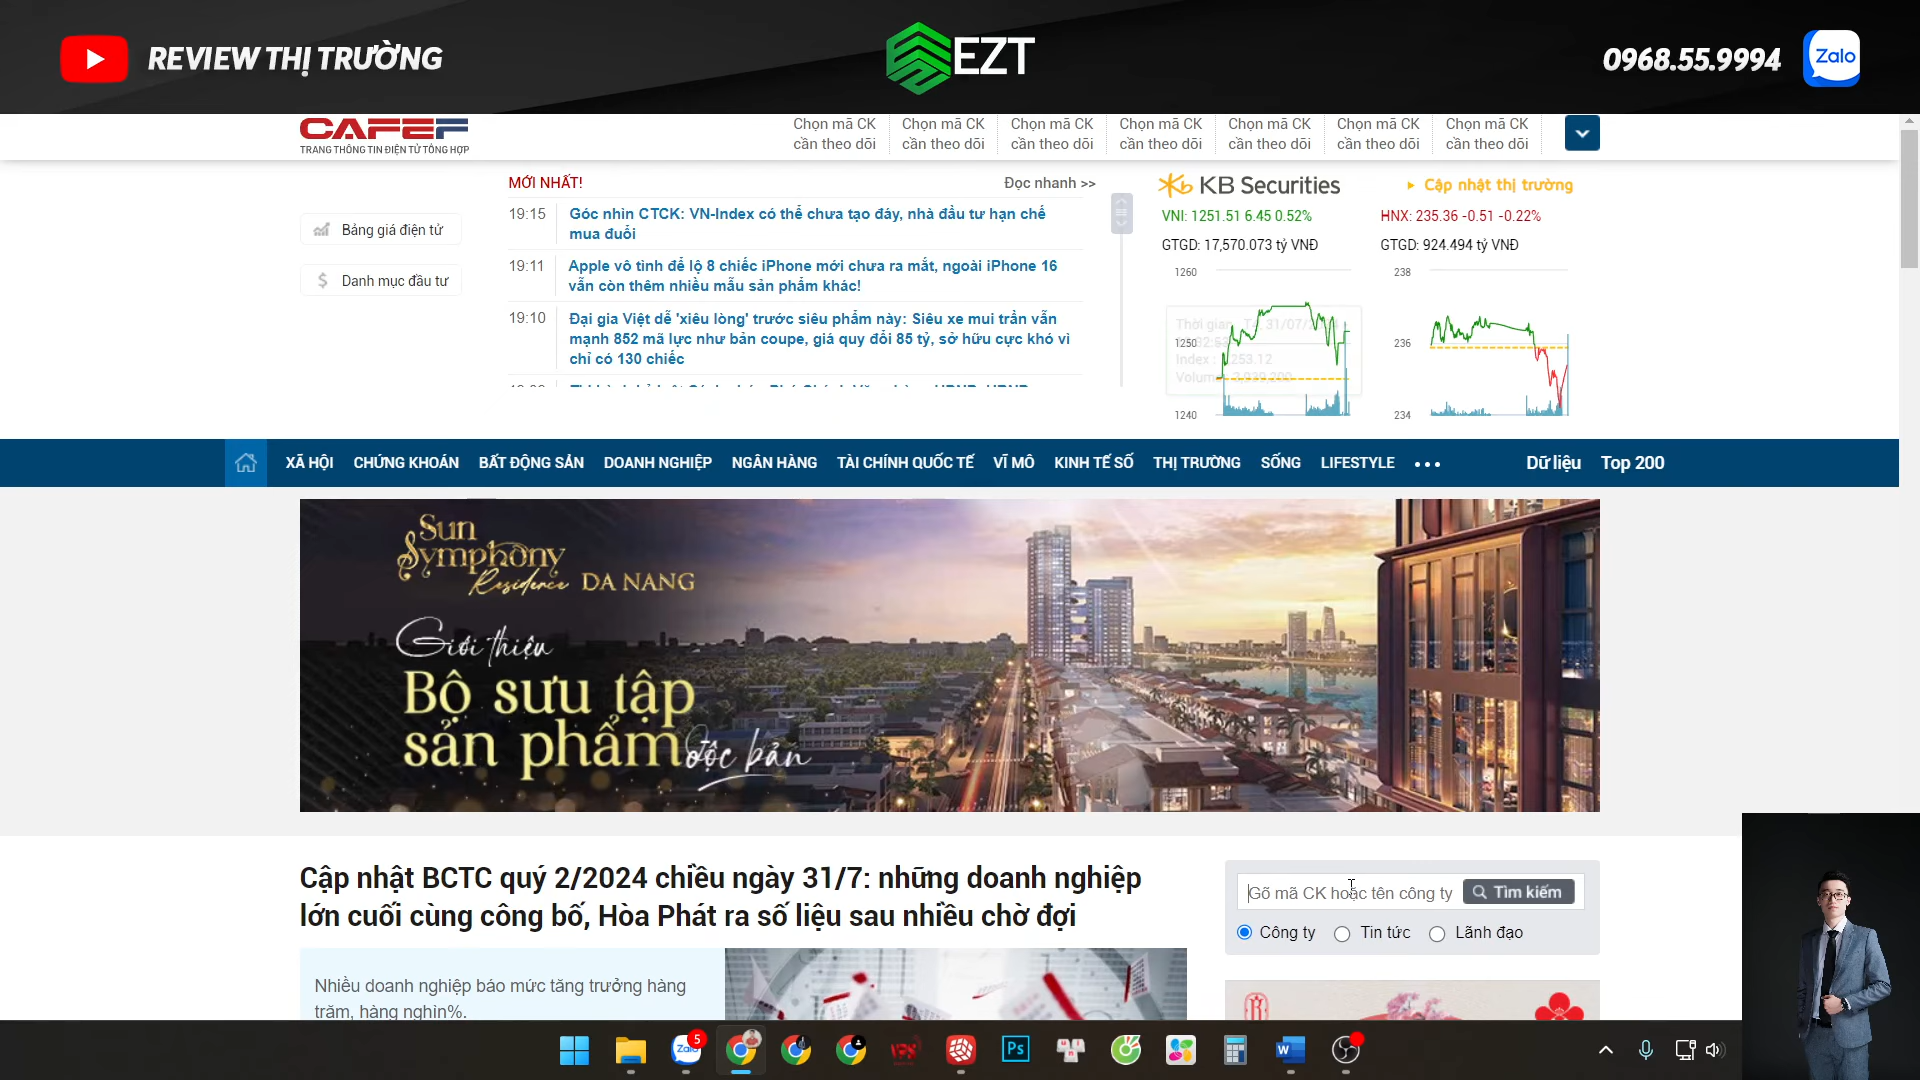 REVIEW THỊ TRƯỜNG
EZT
0968.55.9994
Zalo
CAFEF
TRANG THÔNG TIN ĐIỆN TỬ TỔNG HỢP
Chọn mã CK cần theo dõi
Chọn mã CK cần theo dõi
Chọn mã CK cần theo dõi
Chọn mã CK cần theo dõi
Chọn mã CK cần theo dõi
Chọn mã CK cần theo dõi
Chọn mã CK cần theo dõi
Bảng giá điện tử
Danh mục đầu tư
MỚI NHẤT!
Đọc nhanh >>
19:15
Góc nhìn CTCK: VN-Index có thể chưa tạo đáy, nhà đầu tư hạn chế
mua đuổi
19:11
Apple vô tình để lộ 8 chiếc iPhone mới chưa ra mắt, ngoài iPhone 16
vẫn còn thêm nhiều mẫu sản phẩm khác!
19:10
Đại gia Việt dễ 'xiêu lòng' trước siêu phẩm này: Siêu xe mui trần vẫn
mạnh 852 mã lực như bản coupe, giá quy đổi 85 tỷ, sở hữu cực khó vì
chỉ có 130 chiếc
KB Securities
Cập nhật thị trường
VNI: 1251.51 6.45 0.52%
HNX: 235.36 -0.51 -0.22%
GTGD: 17,570.073 tỷ VNĐ
GTGD: 924.494 tỷ VNĐ
1260
1250
1240
238
236
234
XÃ HỘI
CHỨNG KHOÁN
BẤT ĐỘNG SẢN
DOANH NGHIỆP
NGÂN HÀNG
TÀI CHÍNH QUỐC TẾ
VĨ MÔ
KINH TẾ SỐ
THỊ TRƯỜNG
SỐNG
LIFESTYLE
Dữ liệu
Top 200
Sun
Symphony
Residence DA NANG
Giới thiệu
Bộ sưu tập
sản phẩm độc bản
Cập nhật BCTC quý 2/2024 chiều ngày 31/7: những doanh nghiệp
lớn cuối cùng công bố, Hòa Phát ra số liệu sau nhiều chờ đợi
Nhiều doanh nghiệp báo mức tăng trưởng hàng
trăm, hàng nghìn%.
Gõ mã CK hoặc tên công ty
Tìm kiếm
Công ty
Tin tức
Lãnh đạo
Zalo
5
Ps
W